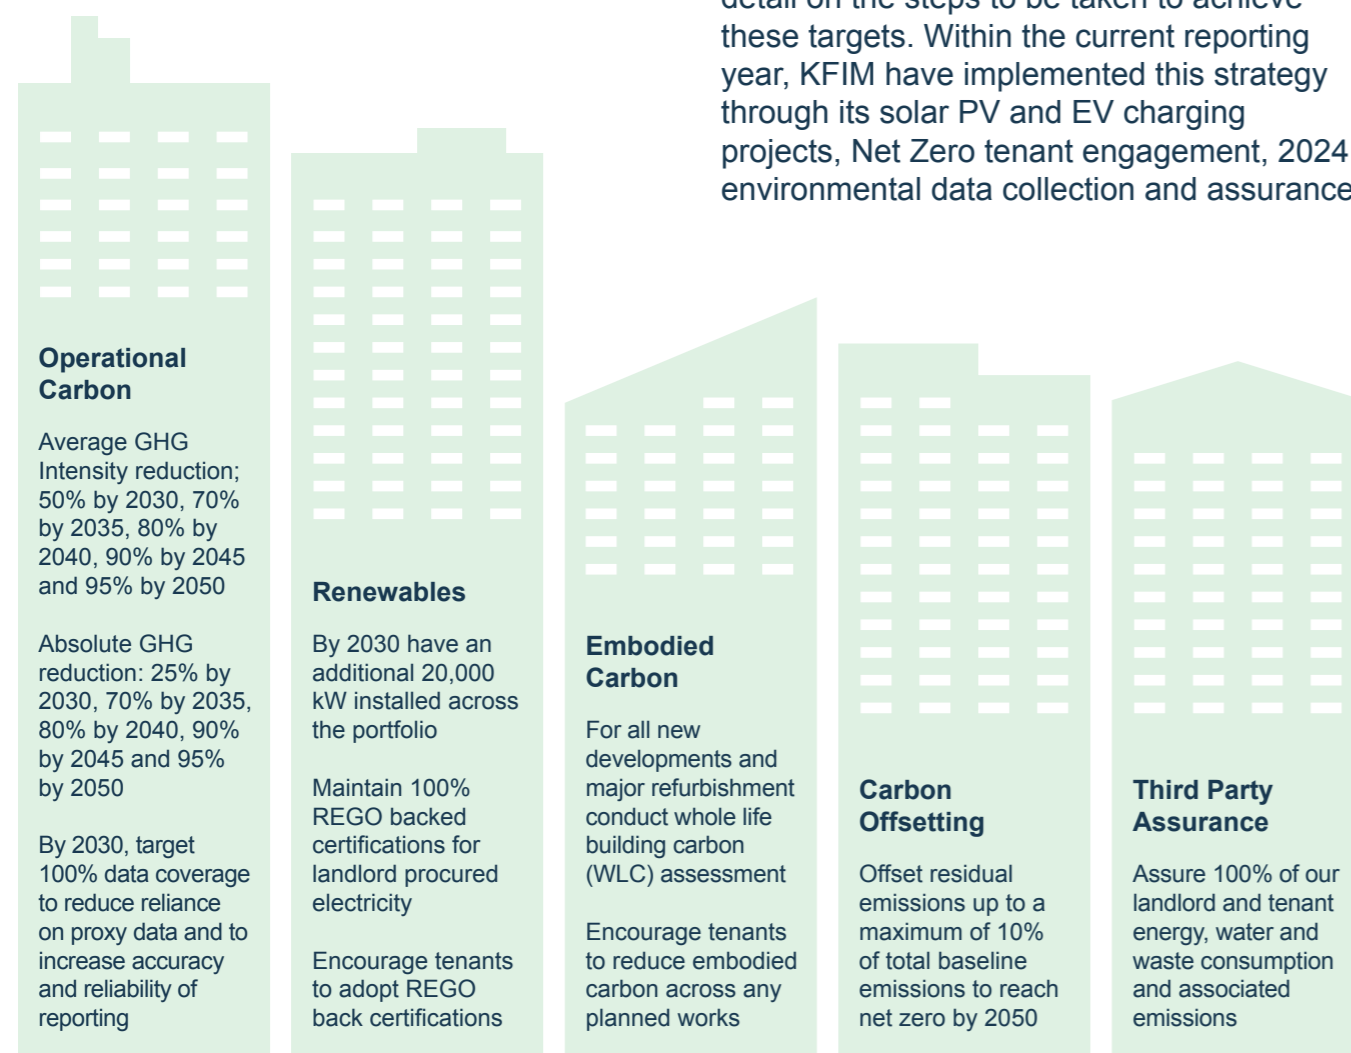 detail on the steps to be taken to achieve
these targets. Within the current reporting
year, KFIM have implemented this strategy
through its solar PV and EV charging
projects, Net Zero tenant engagement, 2024
environmental data collection and assurance
Operational
Carbon
Average GHG
Intensity reduction;
50% by 2030, 70%
by 2035, 80% by
2040, 90% by 2045
and 95% by 2050
Absolute GHG
reduction: 25% by
2030, 70% by 2035,
80% by 2040, 90%
by 2045 and 95%
by 2050
By 2030, target
100% data coverage
to reduce reliance
on proxy data and to
increase accuracy
and reliability of
reporting
Renewables
By 2030 have an
additional 20,000
kW installed across
the portfolio
Maintain 100%
REGO backed
certifications for
landlord procured
electricity
Encourage tenants
to adopt REGO
back certifications
Embodied
Carbon
For all new
developments and
major refurbishment
conduct whole life
building carbon
(WLC) assessment
Encourage tenants
to reduce embodied
carbon across any
planned works
Carbon
Offsetting
Offset residual
emissions up to a
maximum of 10%
of total baseline
emissions to reach
net zero by 2050
Third Party
Assurance
Assure 100% of our
landlord and tenant
energy, water and
waste consumption
and associated
emissions